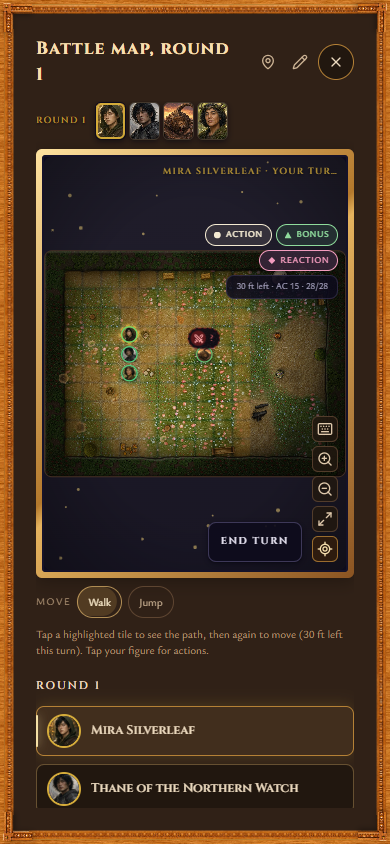 Battle map, round
1
ROUND 1
MIRA SILVERLEAF · YOUR TUR…
ACTION
BONUS
REACTION
30 ft left · AC 15 · 28/28
END TURN
MOVE
Walk
Jump
Tap a highlighted tile to see the path, then again to move (30 ft left
this turn). Tap your figure for actions.
ROUND 1
Mira Silverleaf
Thane of the Northern Watch